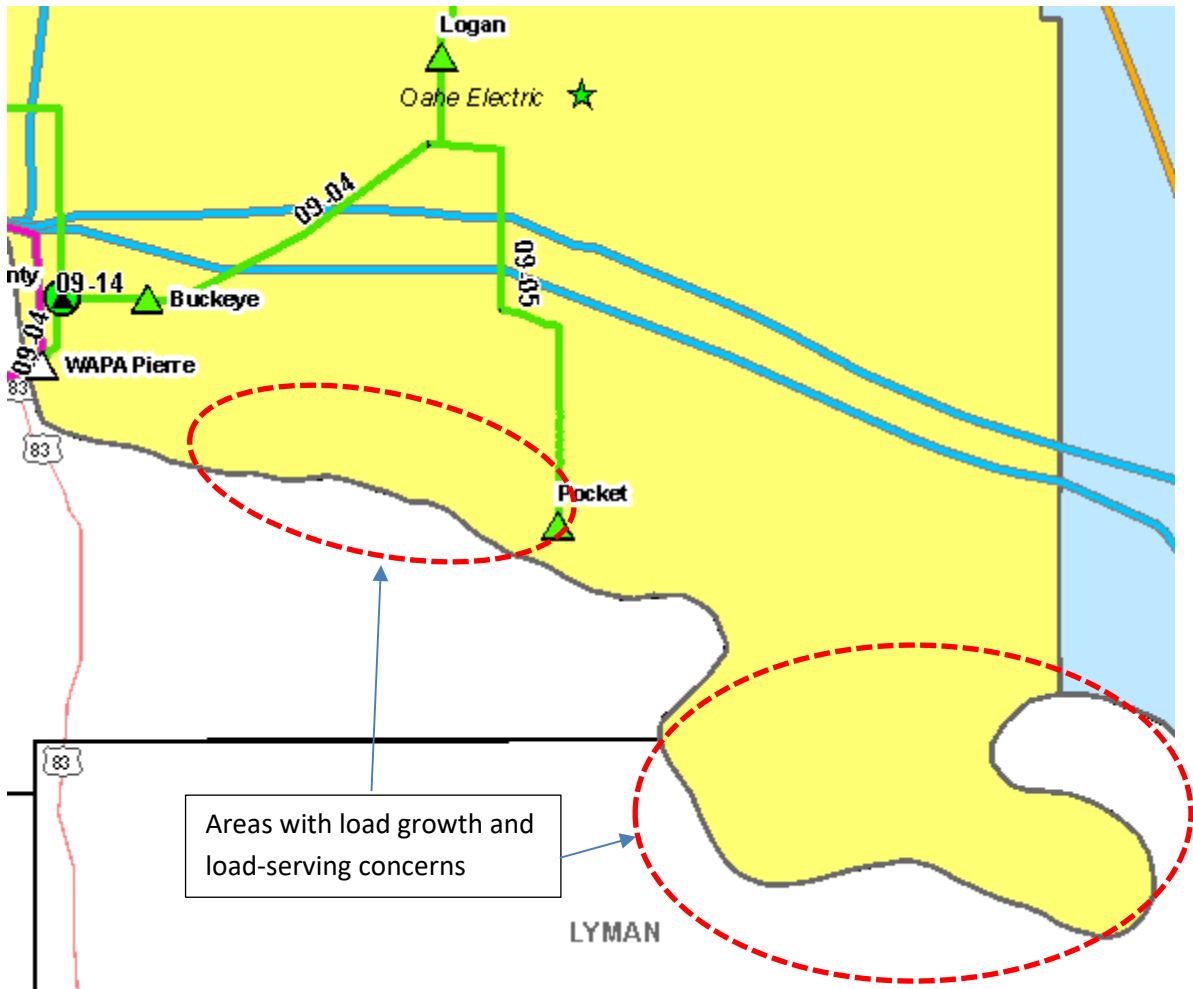 Logan
Oahe Electric
09-04
09-05
nty
09-14
Buckeye
09-04
WAPA Pierre
83
83
Pocket
83
Areas with load growth and
load-serving concerns
LYMAN